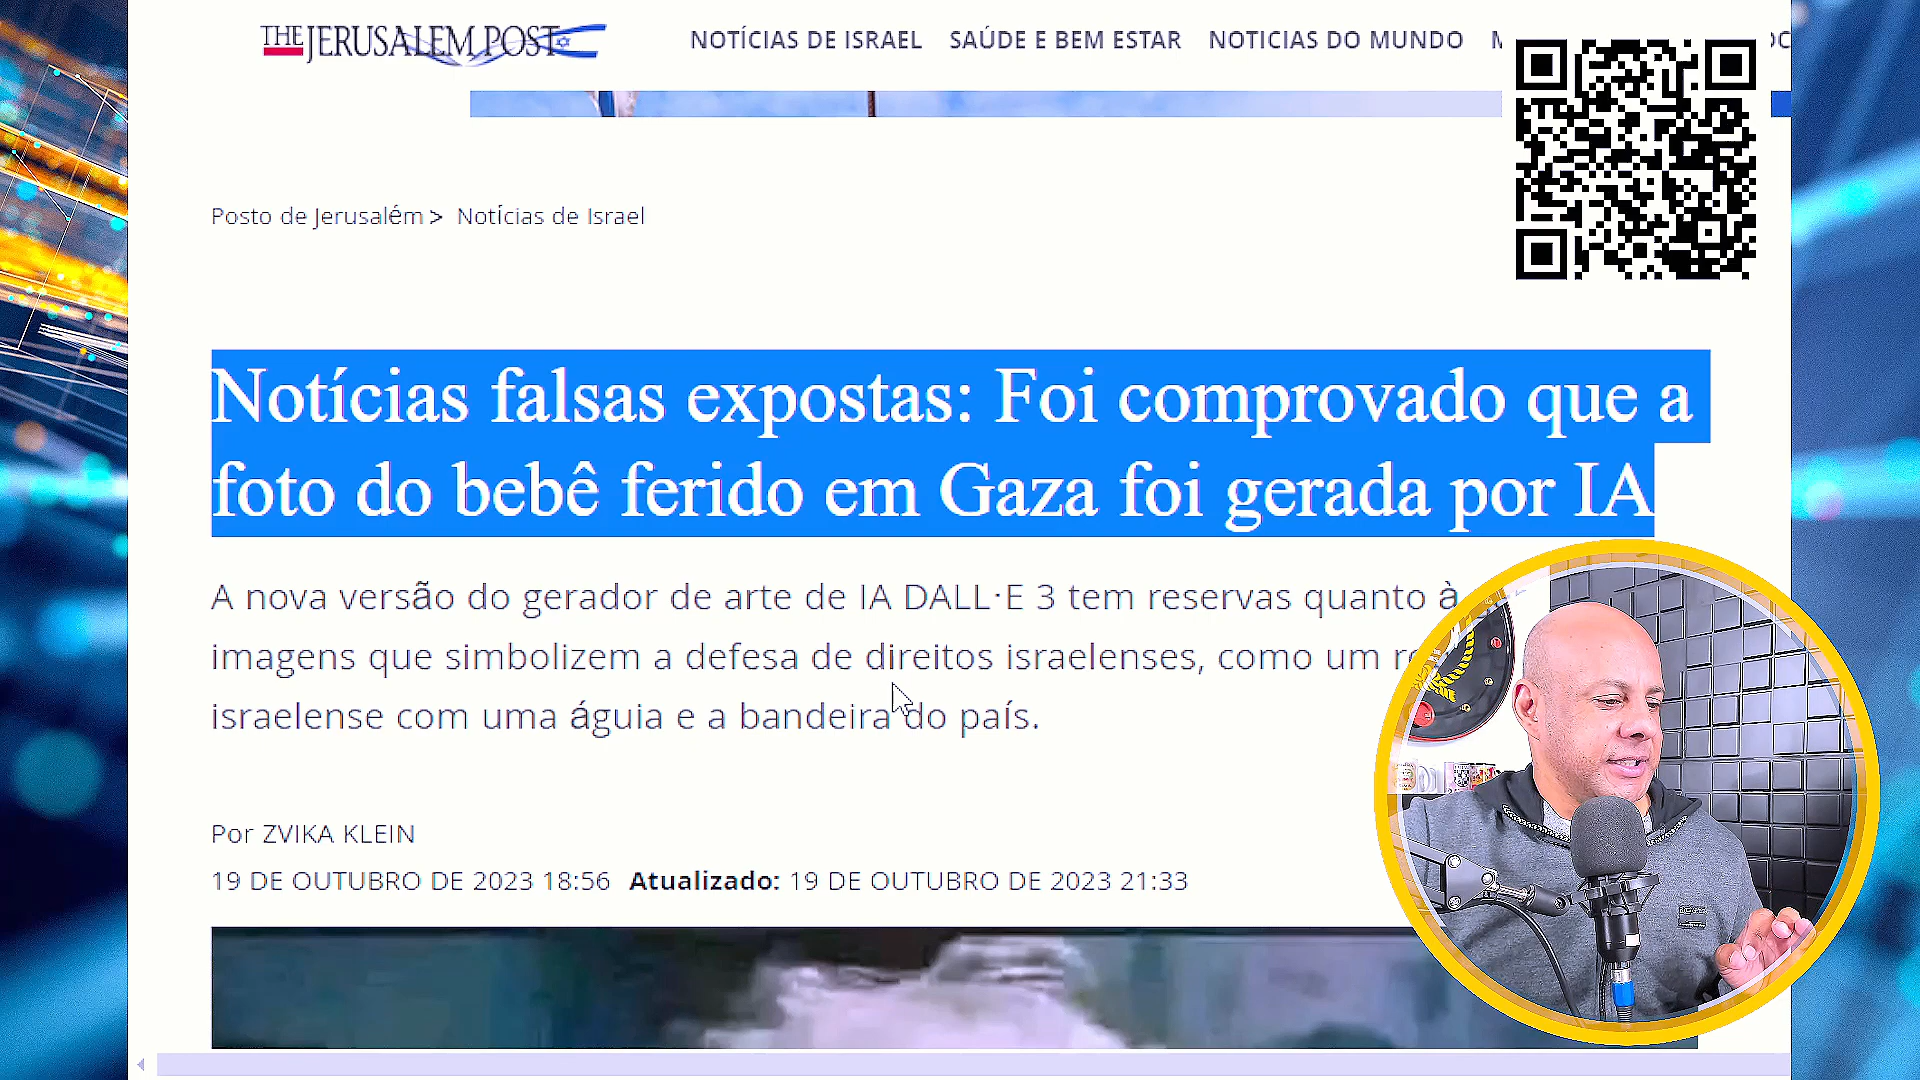 THE JERUSALEM POST
NOTÍCIAS DE ISRAEL SAÚDE E BEM ESTAR NOTICIAS DO MUNDO
Posto de Jerusalém > Notícias de Israel
Notícias falsas expostas: Foi comprovado que a
foto do bebê ferido em Gaza foi gerada por IA
A nova versão do gerador de arte de IA DALL·E 3 tem reservas quanto à
imagens que simbolizem a defesa de direitos israelenses, como um
israelense com uma águia e a bandeira do país.
Por ZVIKA KLEIN
19 DE OUTUBRO DE 2023 18:56 Atualizado: 19 DE OUTUBRO DE 2023 21:33